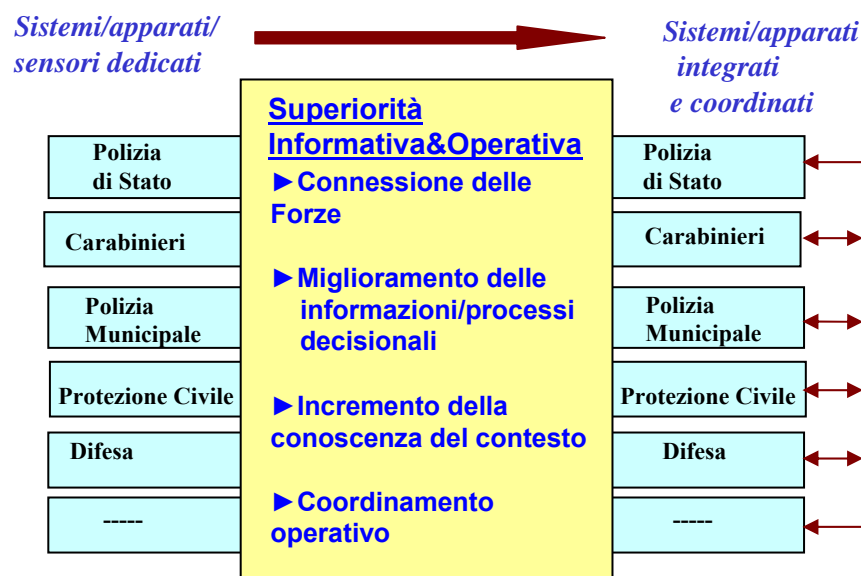 Sistemi/apparati/
sensori dedicati
Sistemi/apparati
integrati
e coordinati
Polizia
di Stato
Carabinieri
Polizia
Municipale
Protezione Civile
Difesa
-----
Superiorità
Informativa&Operativa
►Connessione delle
Forze
►Miglioramento delle
informazioni/processi
decisionali
►Incremento della
conoscenza del contesto
►Coordinamento
operativo
Polizia
di Stato
Carabinieri
Polizia
Municipale
Protezione Civile
Difesa
-----